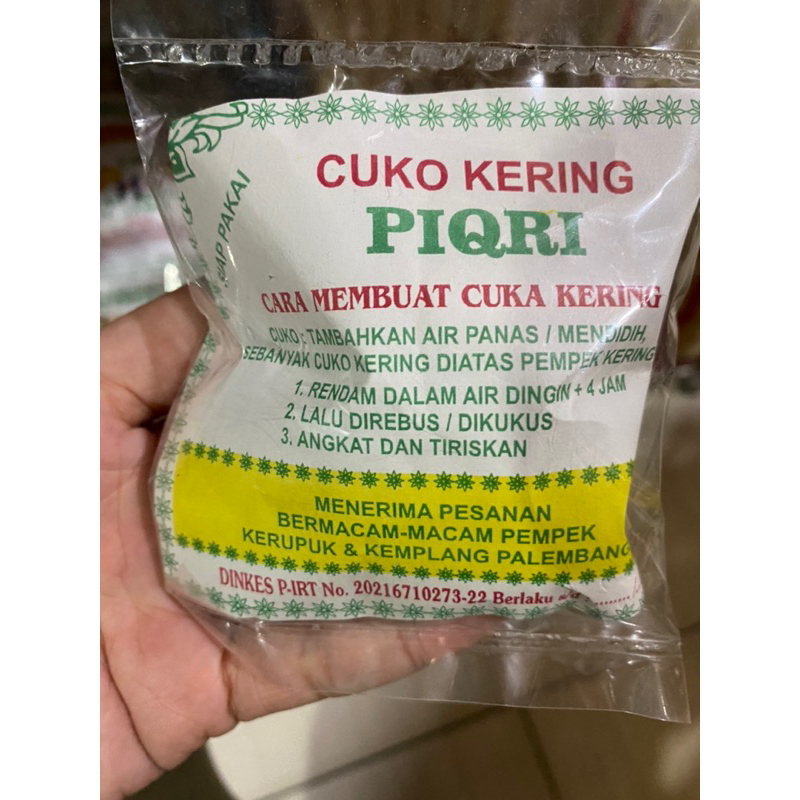 SIAP PAKAI
CUKO KERING
PIQRI
CARA MEMBUAT CUKA KERING
CUKO : TAMBAHKAN AIR PANAS / MENDIDIH,
SEBANYAK CUKO KERING DIATAS PEMPEK KERING
1. RENDAM DALAM AIR DINGIN + 4 JAM
2. LALU DIREBUS / DIKUKUS
3. ANGKAT DAN TIRISKAN
MENERIMA PESANAN
BERMACAM-MACAM PEMPEK
KERUPUK & KEMPLANG PALEMBANG
DINKES P-IRT No. 20216710273-22 Berlaku s/d